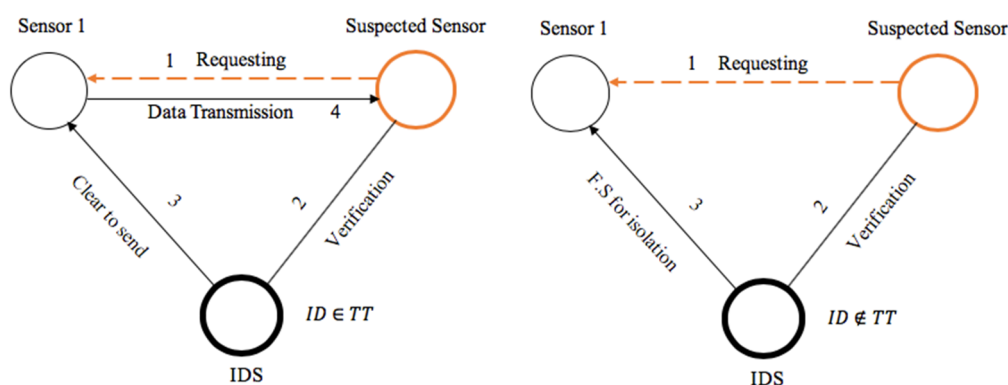 Sensor 1
Suspected Sensor
1 Requesting
Data Transmission 4
Clear to send
3
2
Verification
ID ∈ TT
IDS
Sensor 1
Suspected Sensor
1 Requesting
F.S for isolation
3
2
Verification
ID ∉ TT
IDS